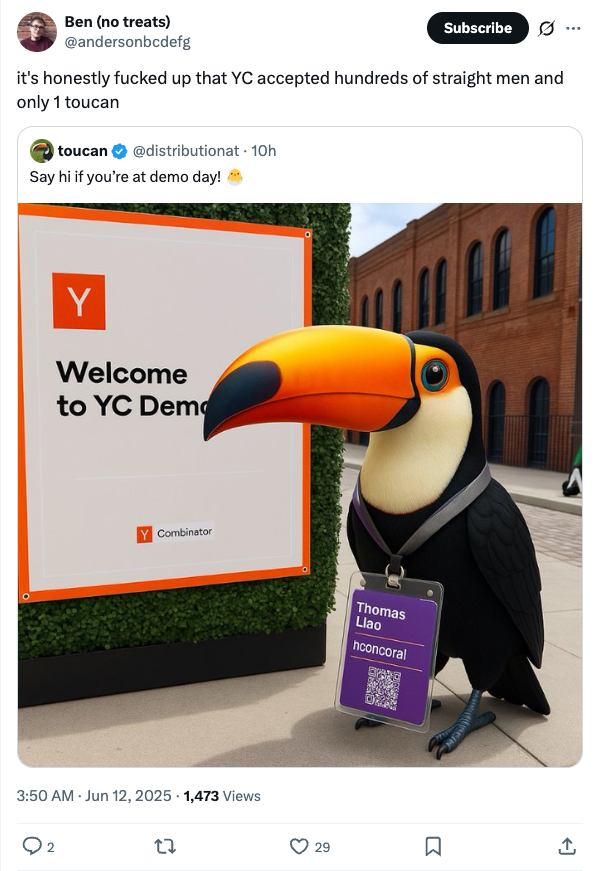 Ben (no treats)
@andersonbcdefg
Subscribe
it's honestly fucked up that YC accepted hundreds of straight men and
only 1 toucan
toucan @distributionat · 10h
Say hi if you're at demo day! 🐣
Y
Welcome
to YC Demo
Y Combinator
Thomas
Llao
hconcoral
3:50 AM · Jun 12, 2025 · 1,473 Views
2
29